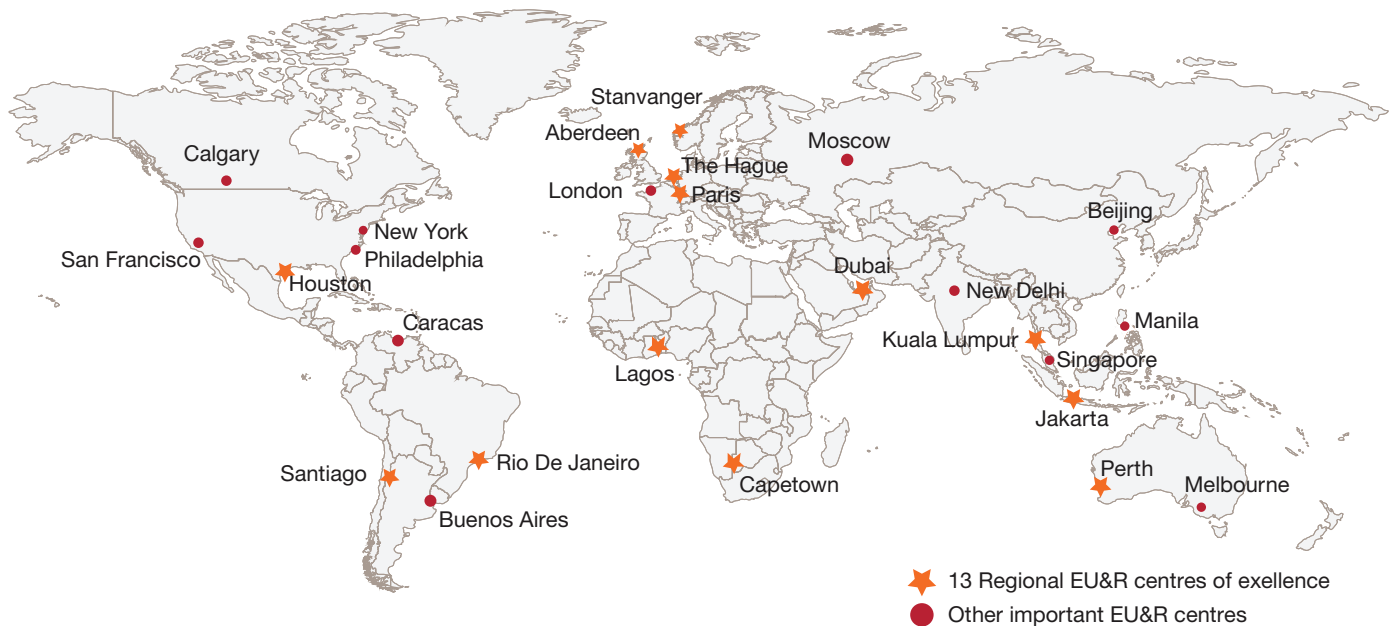 Stanvanger
Aberdeen
Moscow
Calgary
The Hague
London
Paris
Beijing
New York
San Francisco
Philadelphia
Dubai
Houston
New Delhi
Caracas
Manila
Kuala Lumpur
Singapore
Lagos
Jakarta
Rio De Janeiro
Santiago
Perth
Capetown
Melbourne
Buenos Aires
13 Regional EU&R centres of exellence
Other important EU&R centres